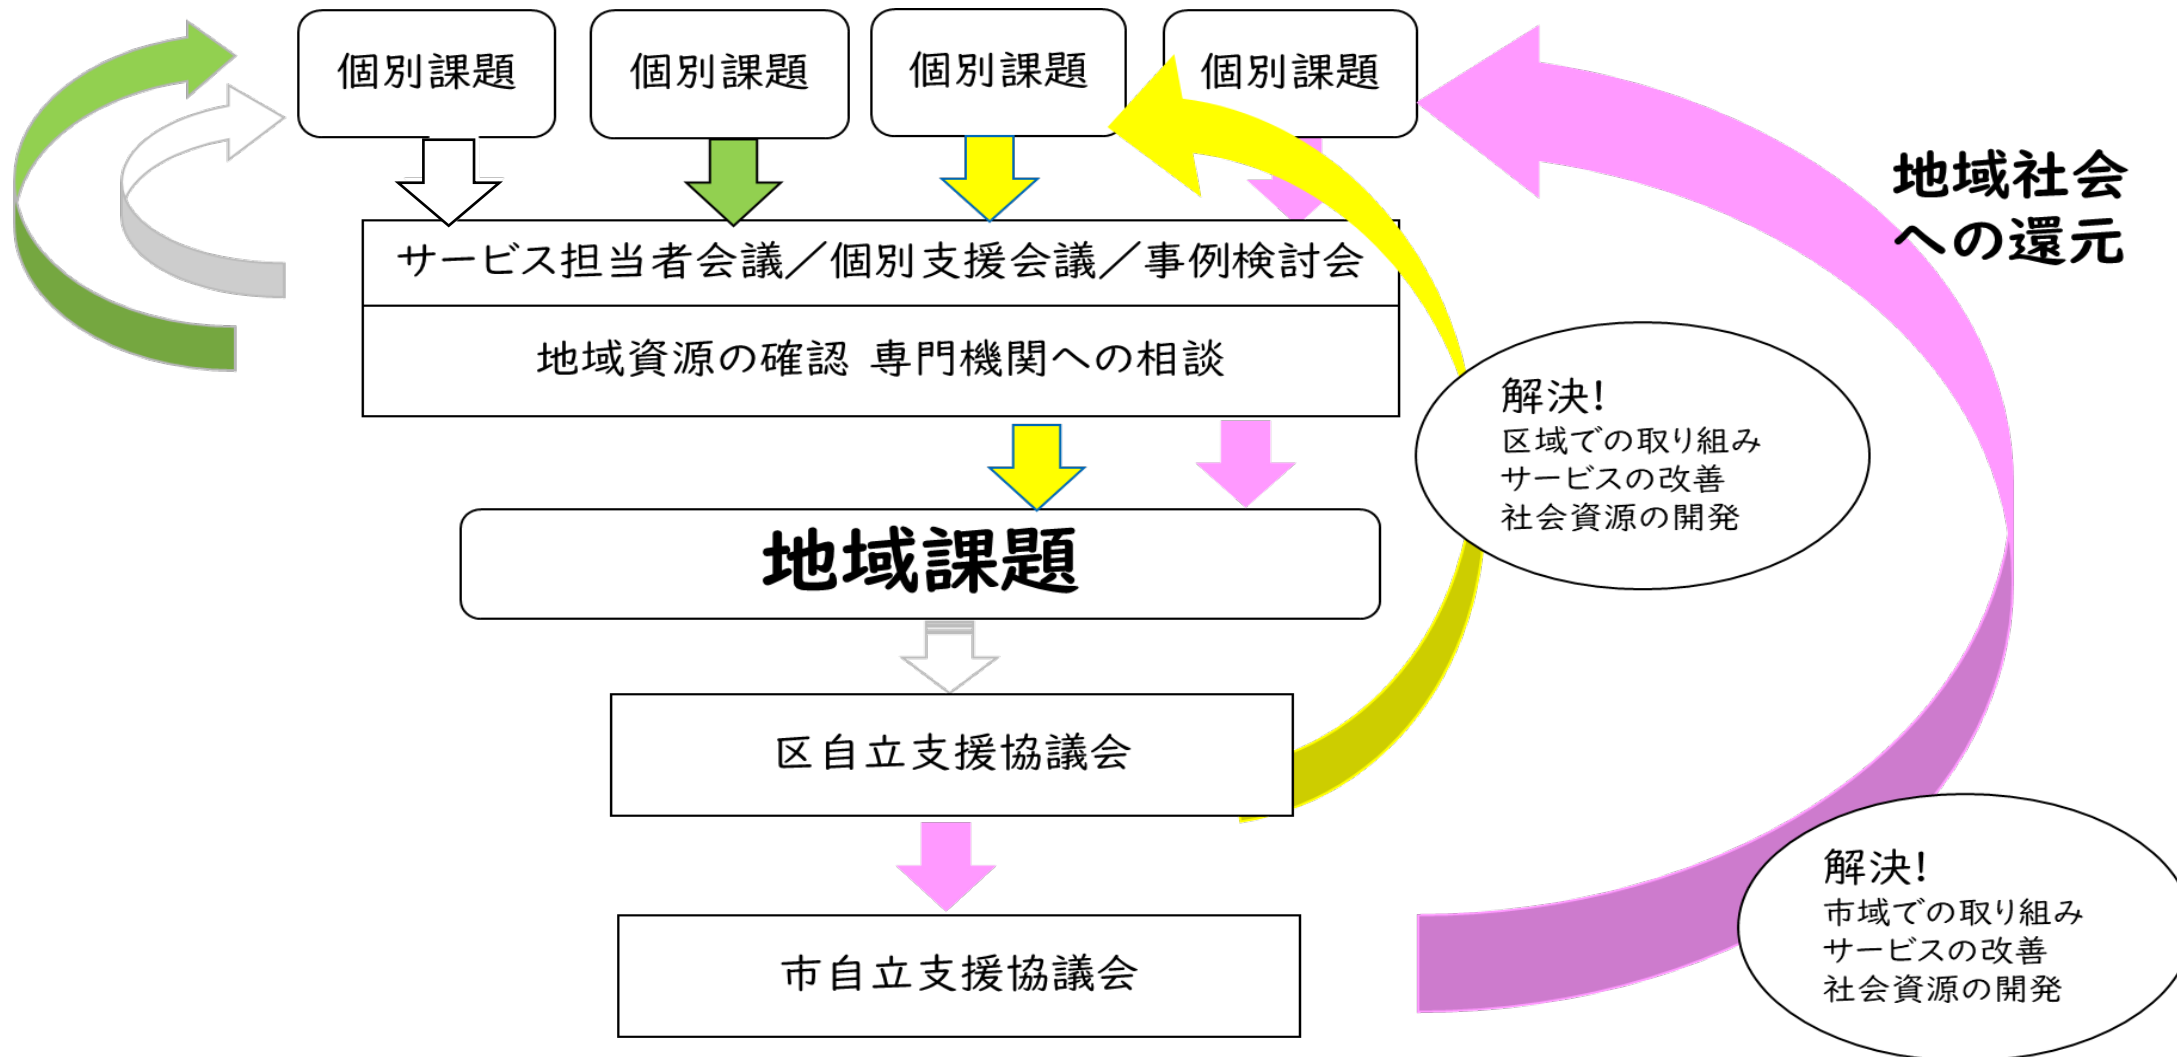 個別課題
個別課題
個別課題
個別課題
地域社会
への還元
サービス担当者会議／個別支援会議／事例検討会
地域資源の確認 専門機関への相談
解決!
区域での取り組み
サービスの改善
社会資源の開発
地域課題
区自立支援協議会
解決!
市域での取り組み
サービスの改善
社会資源の開発
市自立支援協議会